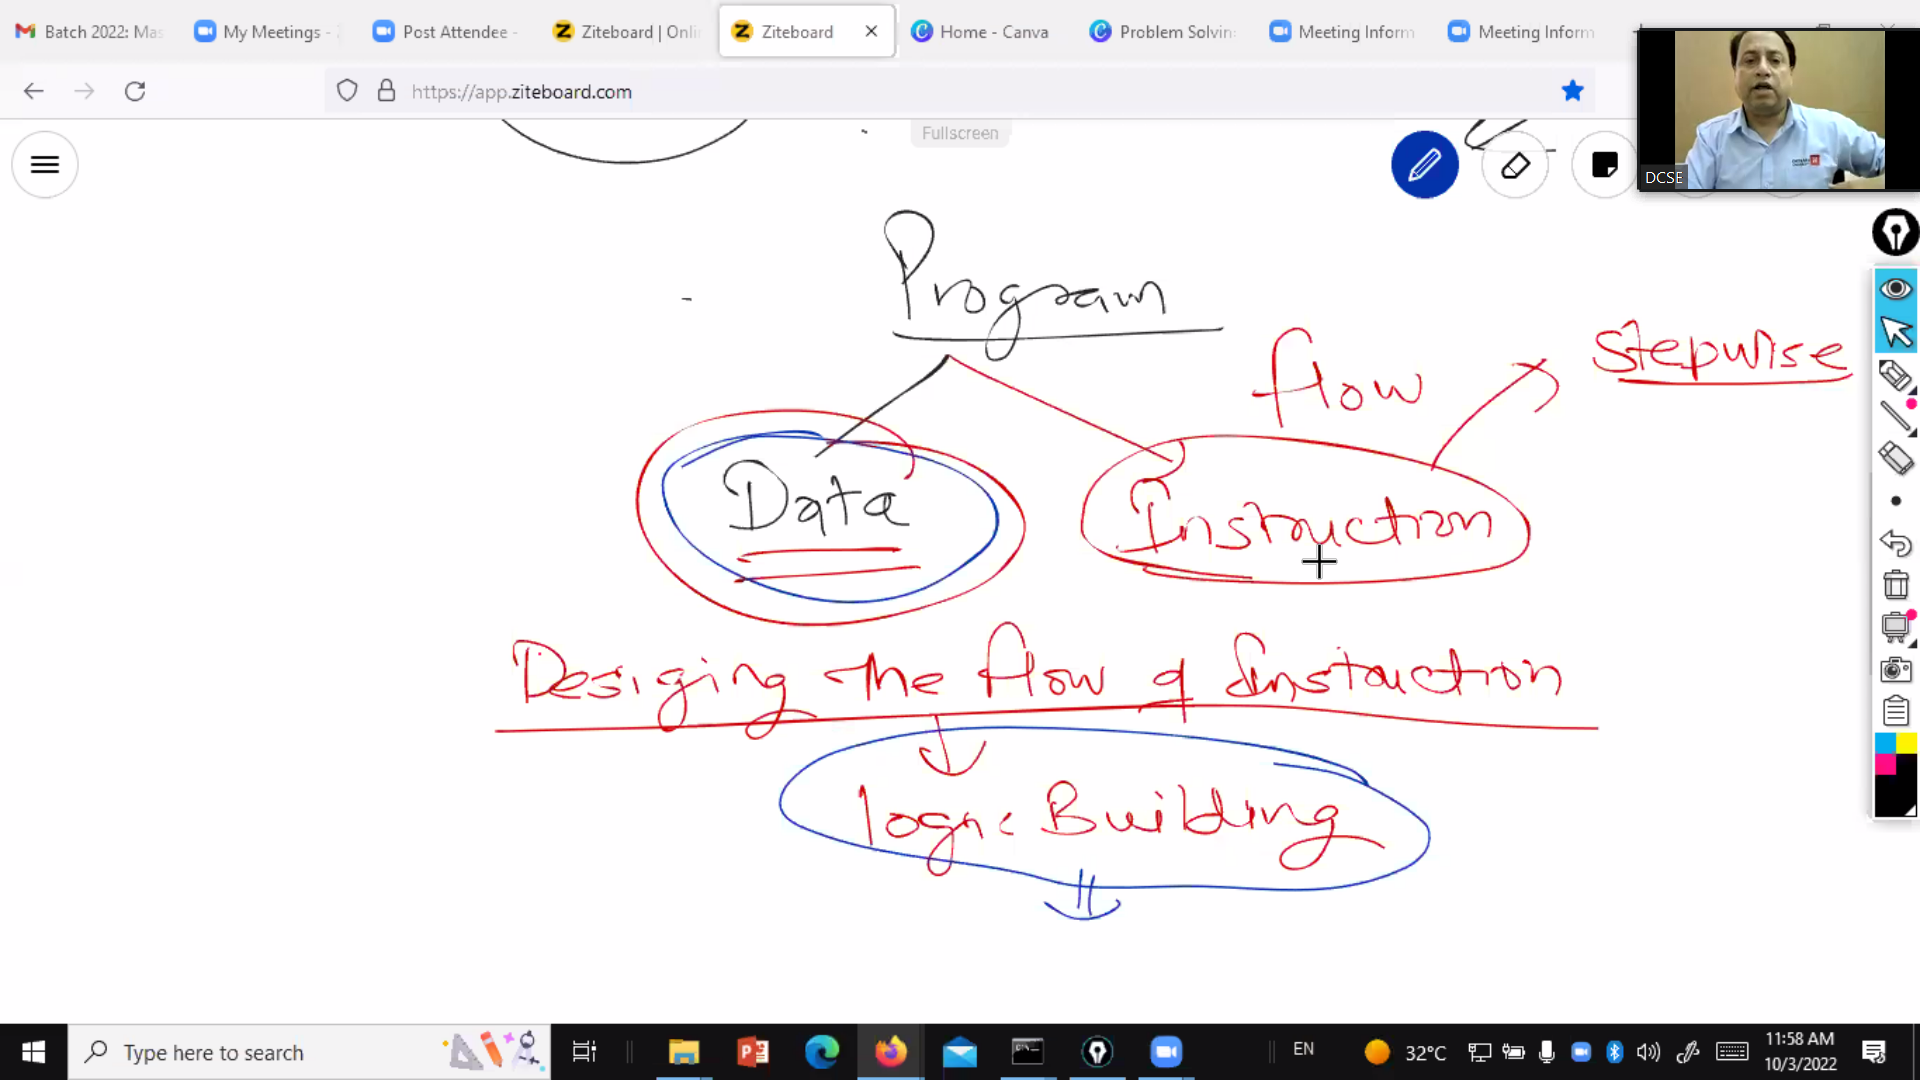 Batch 2022: Mas
My Meetings -
Post Attendee -
Ziteboard | Onli
Ziteboard
Home - Canva
Problem Solvin
Meeting Inform
Meeting Inform
https://app.ziteboard.com
Fullscreen
DCSE
Program
flow
Stepwise
Data
Instruction
Desiging the flow of Instruction
logic Building
Type here to search
EN
32°C
11:58 AM
10/3/2022